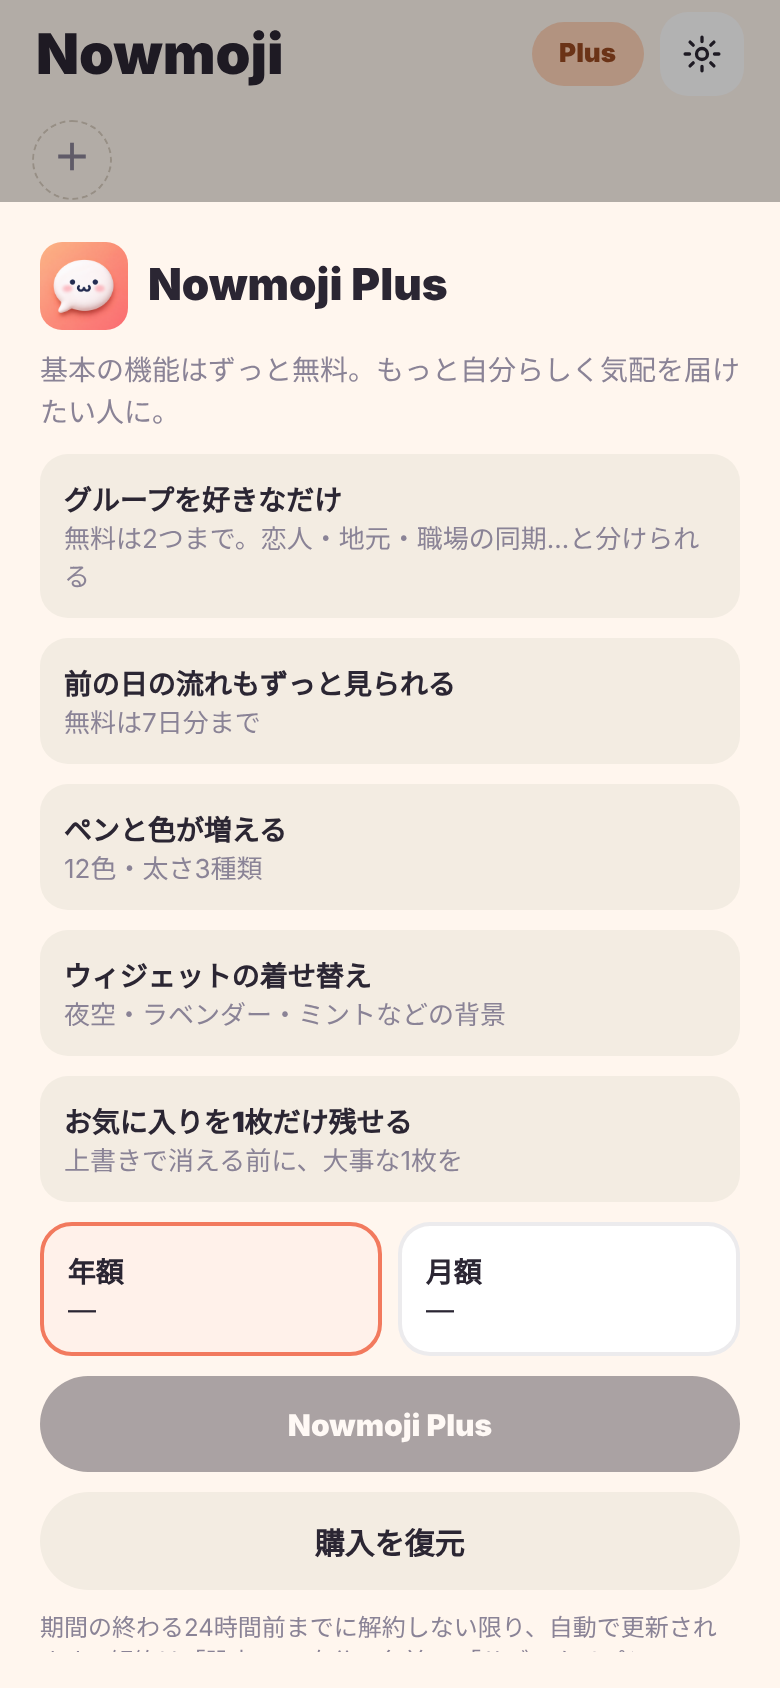 Nowmoji
Plus
+
Nowmoji Plus
基本の機能はずっと無料。もっと自分らしく気配を届け
たい人に。
グループを好きなだけ
無料は2つまで。恋人・地元・職場の同期…と分けられ
る
前の日の流れもずっと見られる
無料は7日分まで
ペンと色が増える
12色・太さ3種類
ウィジェットの着せ替え
夜空・ラベンダー・ミントなどの背景
お気に入りを1枚だけ残せる
上書きで消える前に、大事な1枚を
年額
—
月額
—
Nowmoji Plus
購入を復元
期間の終わる24時間前までに解約しない限り、自動で更新され